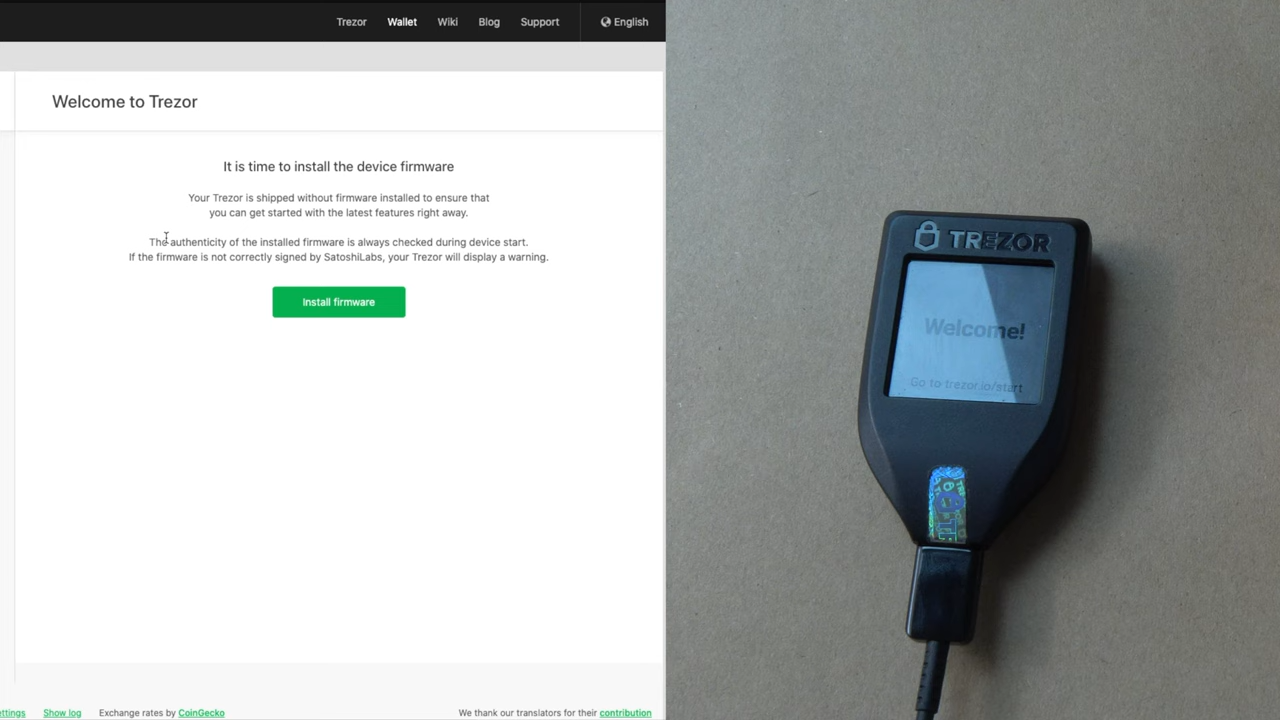 Trezor Wallet Wiki Blog Support English
Welcome to Trezor
It is time to install the device firmware
Your Trezor is shipped without firmware installed to ensure that
you can get started with the latest features right away.
The authenticity of the installed firmware is always checked during device start.
If the firmware is not correctly signed by SatoshiLabs, your Trezor will display a warning.
Install firmware
ettings Show log Exchange rates by CoinGecko We thank our translators for their contribution
TREZOR
Welcome!
Go to trezor.io/start